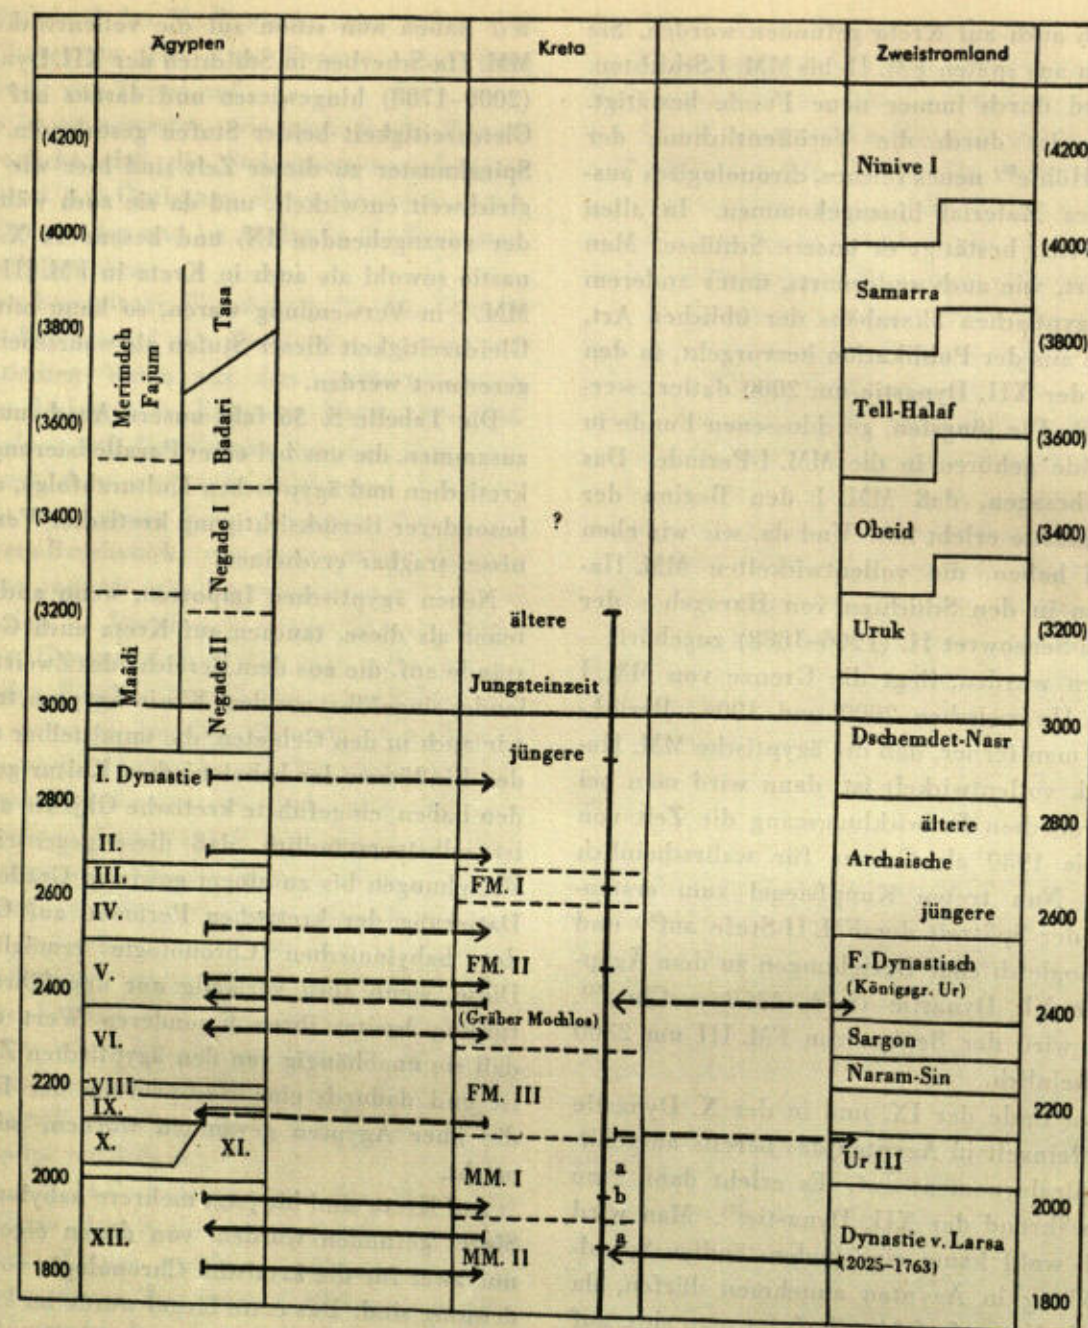 Ägypten
Kreta
Zweistromland
(4200)
(4000)
(3800)
(3600)
(3400)
(3200)
3000
2800
2600
2400
2200
2000
1800
Merimdeh
Fajum
Tasa
Badari
Negade I
Maâdi
Negade II
I. Dynastie
II.
III.
IV.
V.
VI.
VIII.
IX.
X.
XI.
XII.
?
ältere
Jungsteinzeit
jüngere
FM. I
FM. II
(Gräber Mochlos)
FM. III
MM. I
MM. II
a
b
a
Ninive I
Samarra
Tell-Halaf
Obeid
Uruk
Dschemdet-Nasr
ältere
Archaische
jüngere
F. Dynastisch
(Königsgr. Ur)
Sargon
Naram-Sin
Ur III
Dynastie v. Larsa
(2025-1763)
(4200
(4000)
(3800)
(3600)
(3400)
(3200)
3000
2800
2600
2400
2200
2000
1800